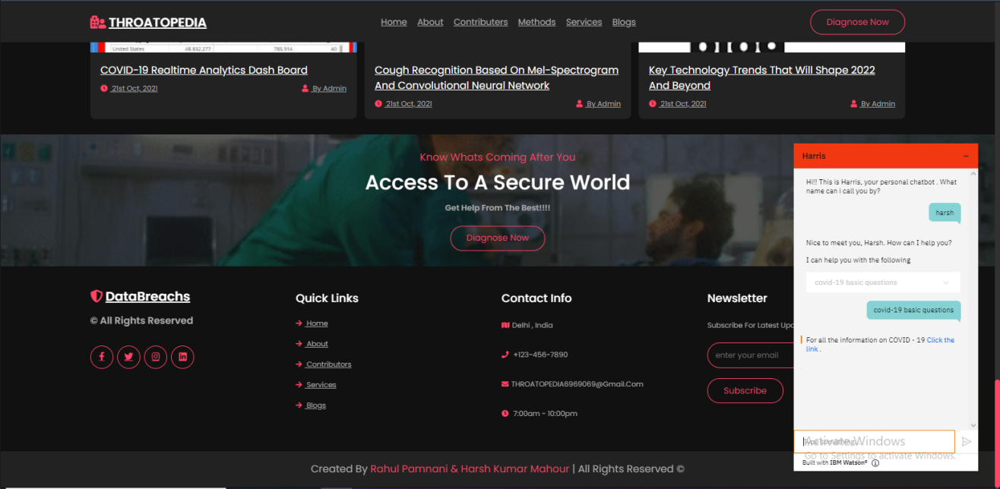 THROATOPEDIA
Home About Contributers Methods Services Blogs
Diagnose Now
United States 48,832,277 785,914 40
COVID-19 Realtime Analytics Dash Board
21st Oct, 2021 By Admin
Cough Recognition Based On Mel-Spectrogram
And Convolutional Neural Network
21st Oct, 2021 By Admin
Key Technology Trends That Will Shape 2022
And Beyond
21st Oct, 2021 By Admin
Know Whats Coming After You
Access To A Secure World
Get Help From The Best!!!!
Diagnose Now
DataBreachs
© All Rights Reserved
Quick Links
Home
About
Contributors
Services
Blogs
Contact Info
Delhi , India
+123-456-7890
THROATOPEDIA6969069@Gmail.Com
7:00am - 10:00pm
Newsletter
Subscribe For Latest
enter your email
Subscribe
Harris
Hi!! This is Harris, your personal chatbot . What
name can i call you by?
harsh
Nice to meet you, Harsh. How can I help you?
I can help you with the following
covid-19 basic questions
covid-19 basic questions
For all the information on COVID - 19 Click the
link .
Type something...
Activate Windows
Go to Settings to activate Windows.
Built with IBM Watson®
Created By Rahul Pamnani & Harsh Kumar Mahour | All Rights Reserved ©